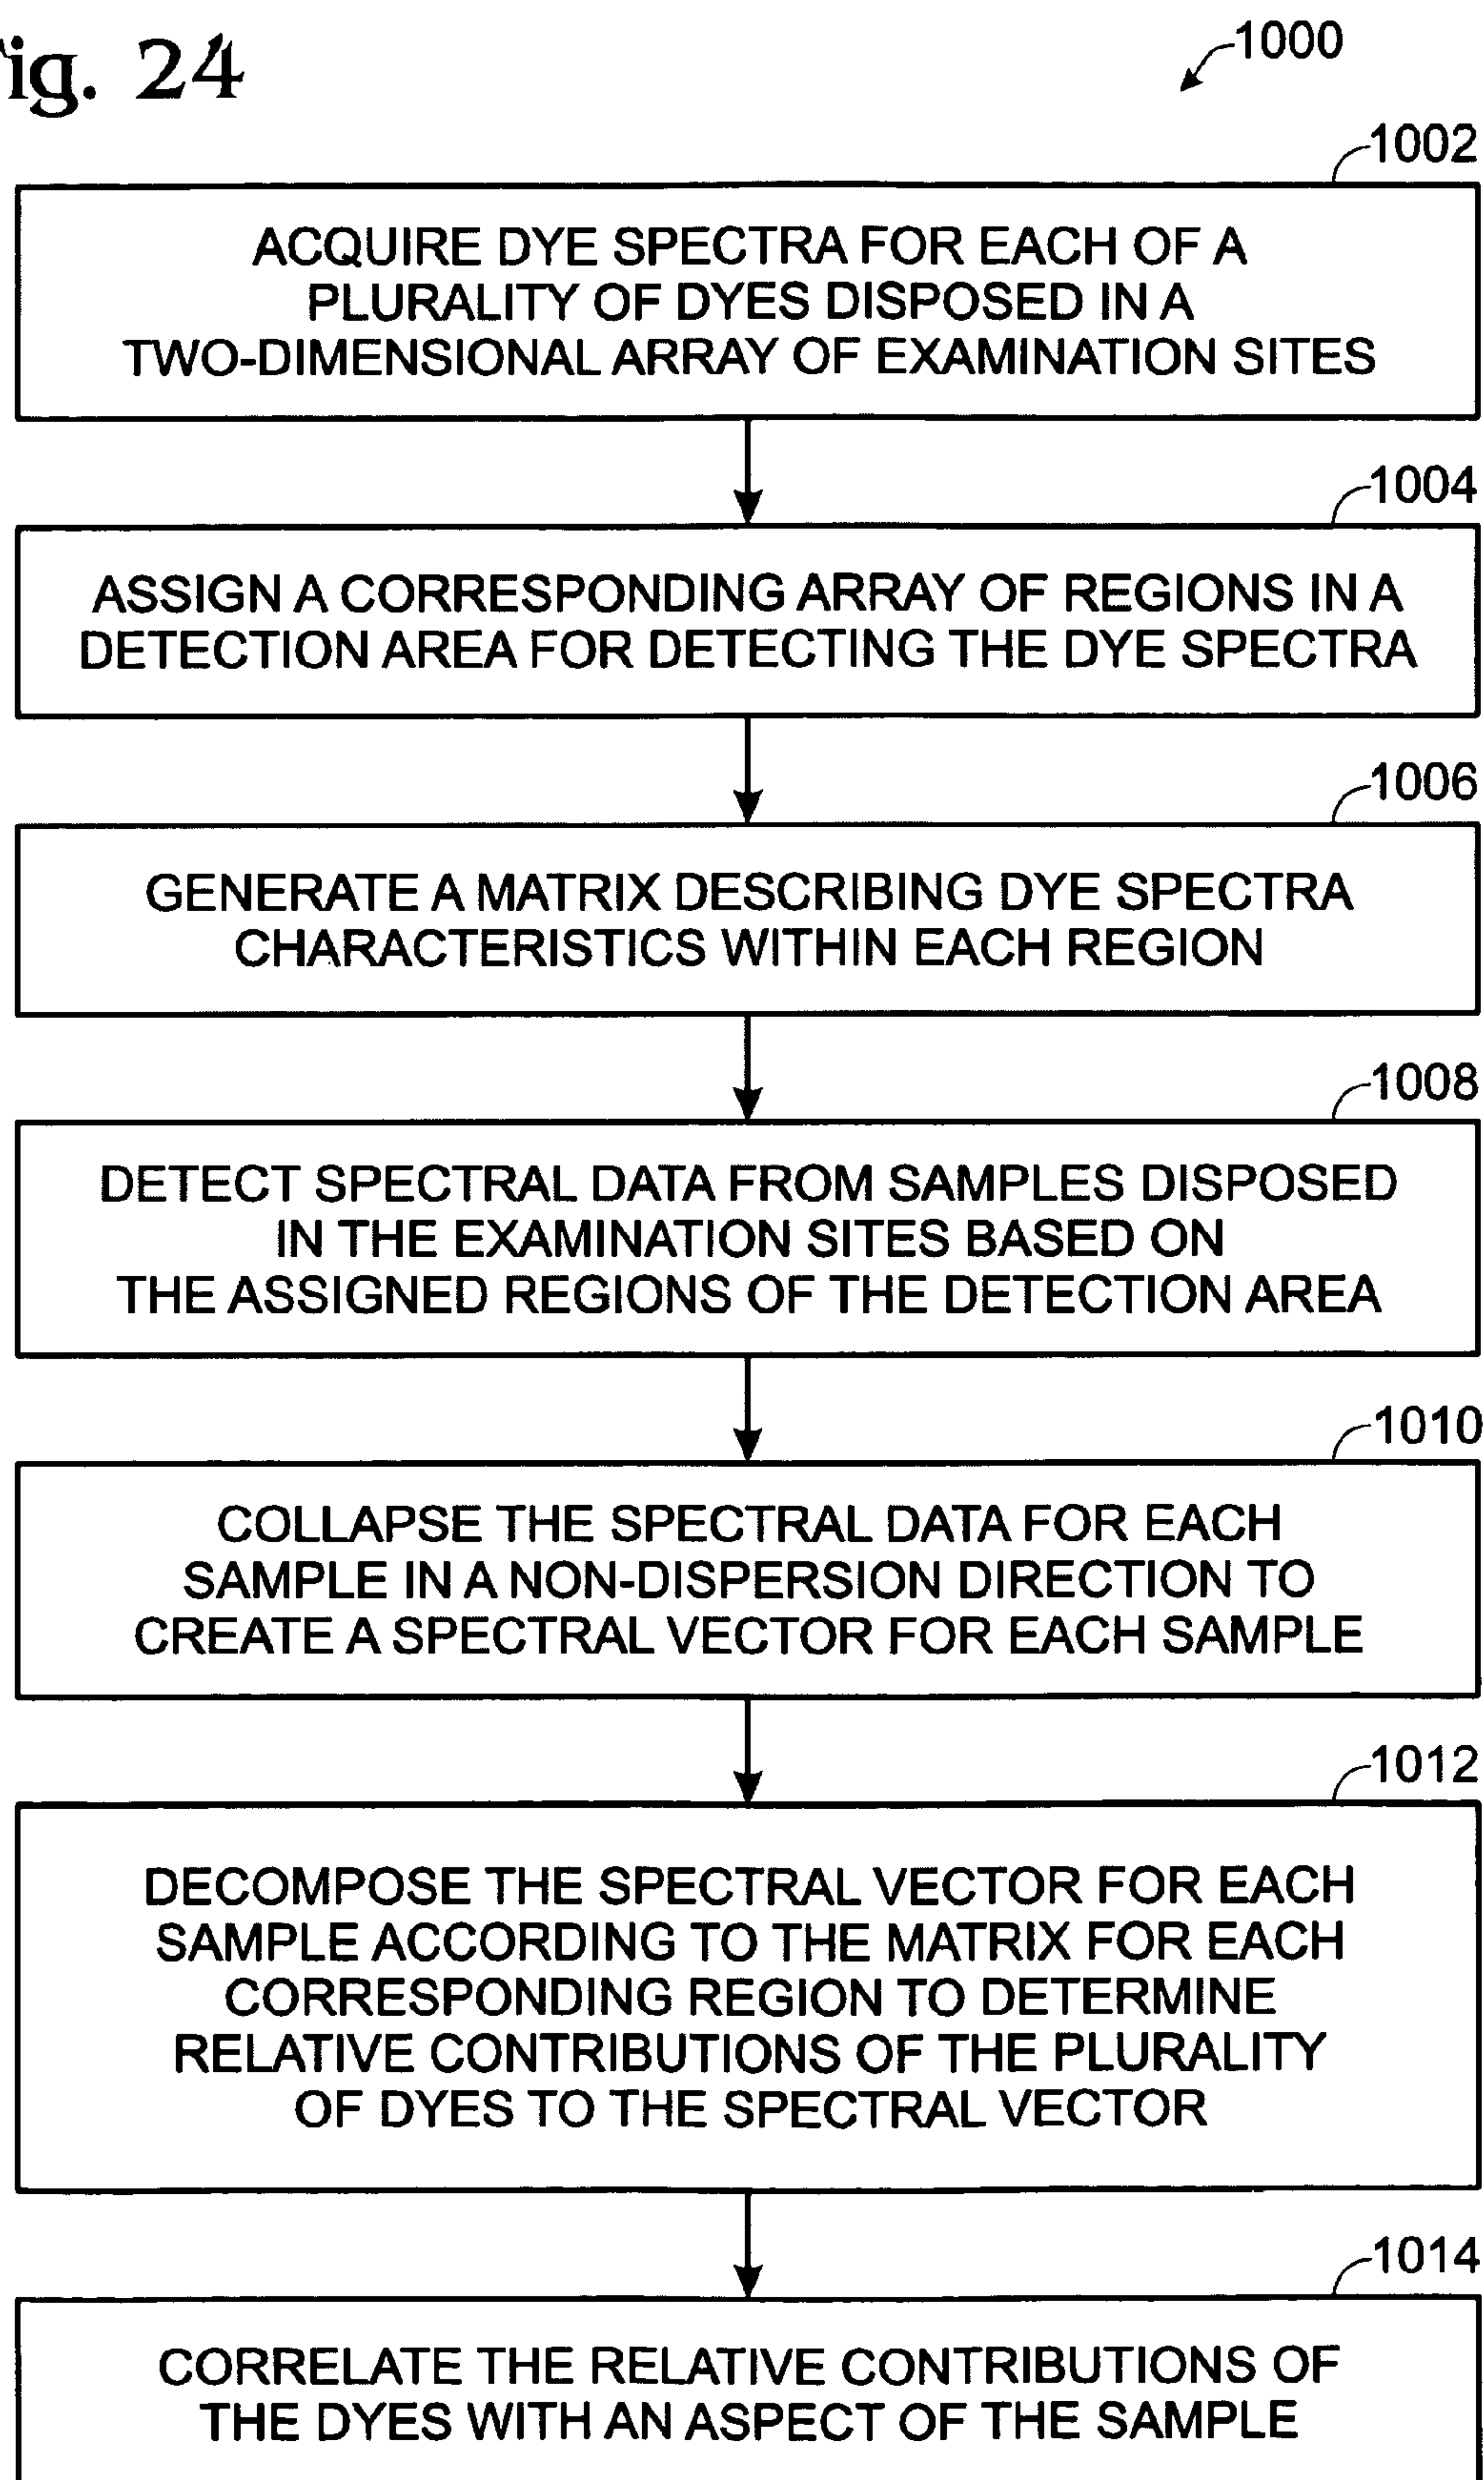 ig. 24
1000
1002
ACQUIRE DYE SPECTRA FOR EACH OF A
PLURALITY OF DYES DISPOSED IN A
TWO-DIMENSIONAL ARRAY OF EXAMINATION SITES
1004
ASSIGN A CORRESPONDING ARRAY OF REGIONS IN A
DETECTION AREA FOR DETECTING THE DYE SPECTRA
1006
GENERATE A MATRIX DESCRIBING DYE SPECTRA
CHARACTERISTICS WITHIN EACH REGION
1008
DETECT SPECTRAL DATA FROM SAMPLES DISPOSED
IN THE EXAMINATION SITES BASED ON
THE ASSIGNED REGIONS OF THE DETECTION AREA
1010
COLLAPSE THE SPECTRAL DATA FOR EACH
SAMPLE IN A NON-DISPERSION DIRECTION TO
CREATE A SPECTRAL VECTOR FOR EACH SAMPLE
1012
DECOMPOSE THE SPECTRAL VECTOR FOR EACH
SAMPLE ACCORDING TO THE MATRIX FOR EACH
CORRESPONDING REGION TO DETERMINE
RELATIVE CONTRIBUTIONS OF THE PLURALITY
OF DYES TO THE SPECTRAL VECTOR
1014
CORRELATE THE RELATIVE CONTRIBUTIONS OF
THE DYES WITH AN ASPECT OF THE SAMPLE